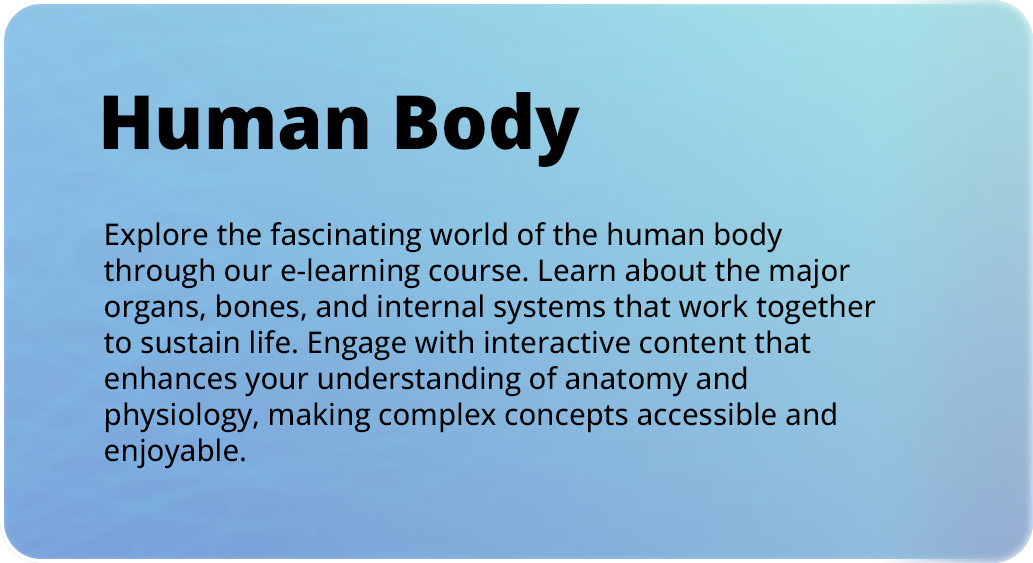 Human Body
Explore the fascinating world of the human body
through our e-learning course. Learn about the major
organs, bones, and internal systems that work together
to sustain life. Engage with interactive content that
enhances your understanding of anatomy and
physiology, making complex concepts accessible and
enjoyable.